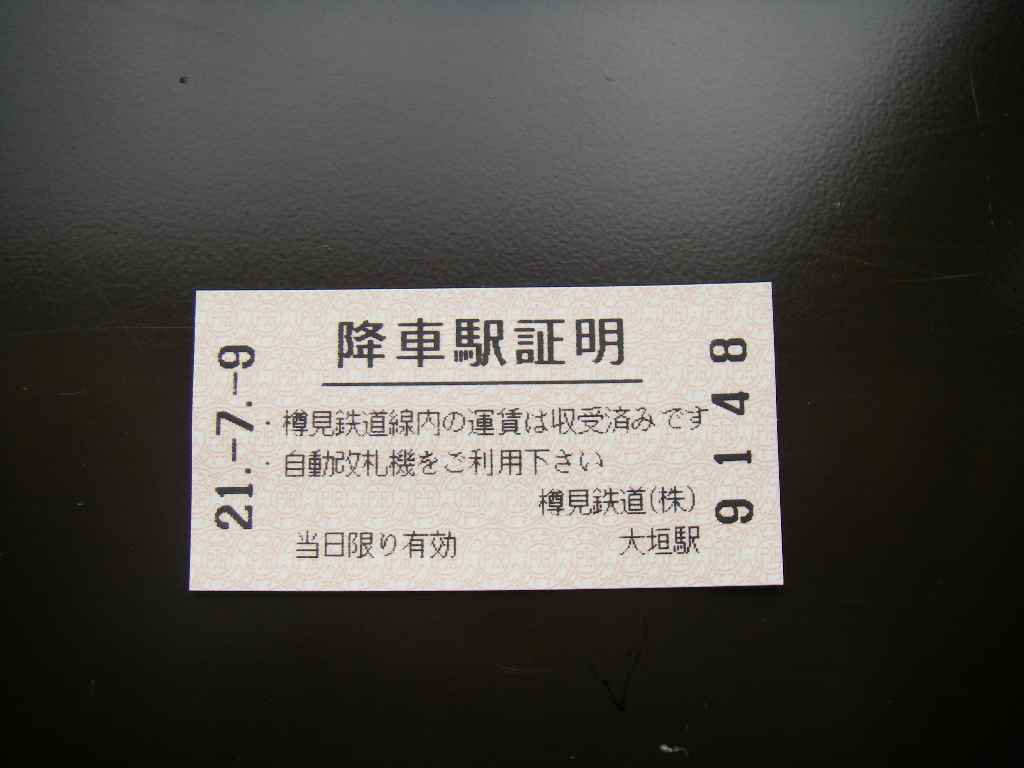 降車駅証明
・樽見鉄道線内の運賃は収受済みです
・自動改札機をご利用下さい
樽見鉄道(株)
当日限り有効
大垣駅
21.-7.-9
9148